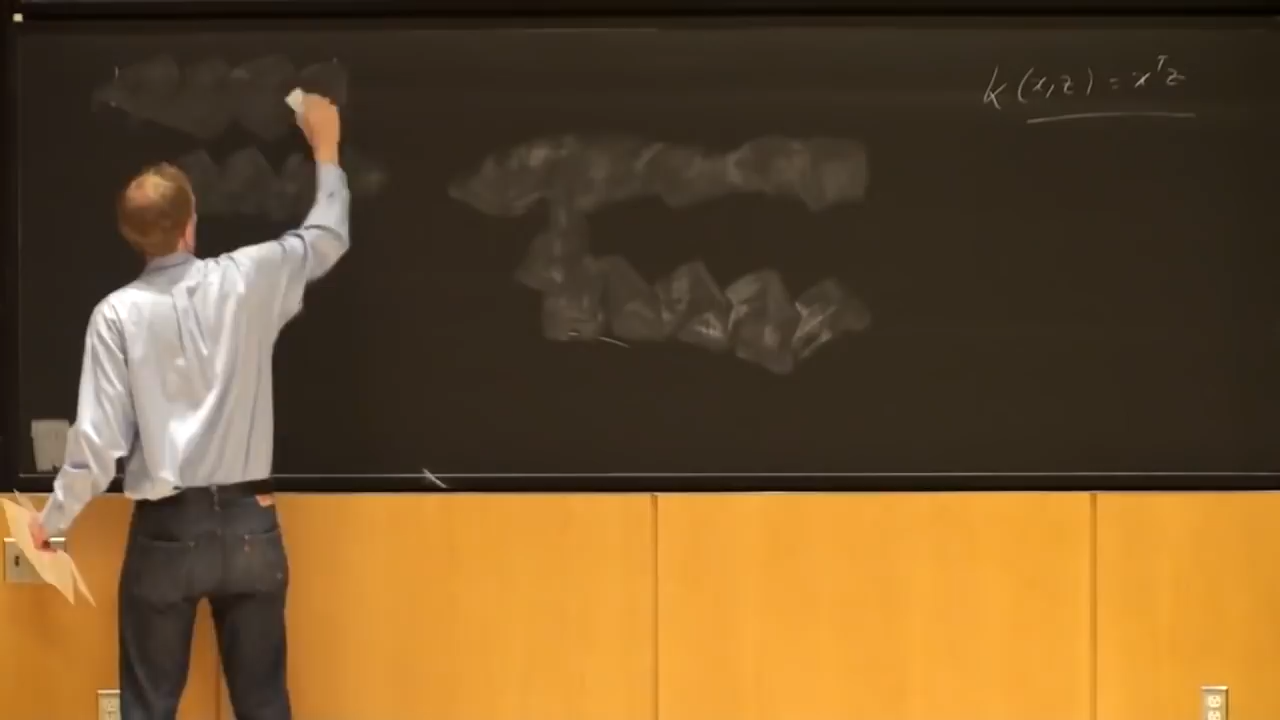 k(x,z) = xᵀz